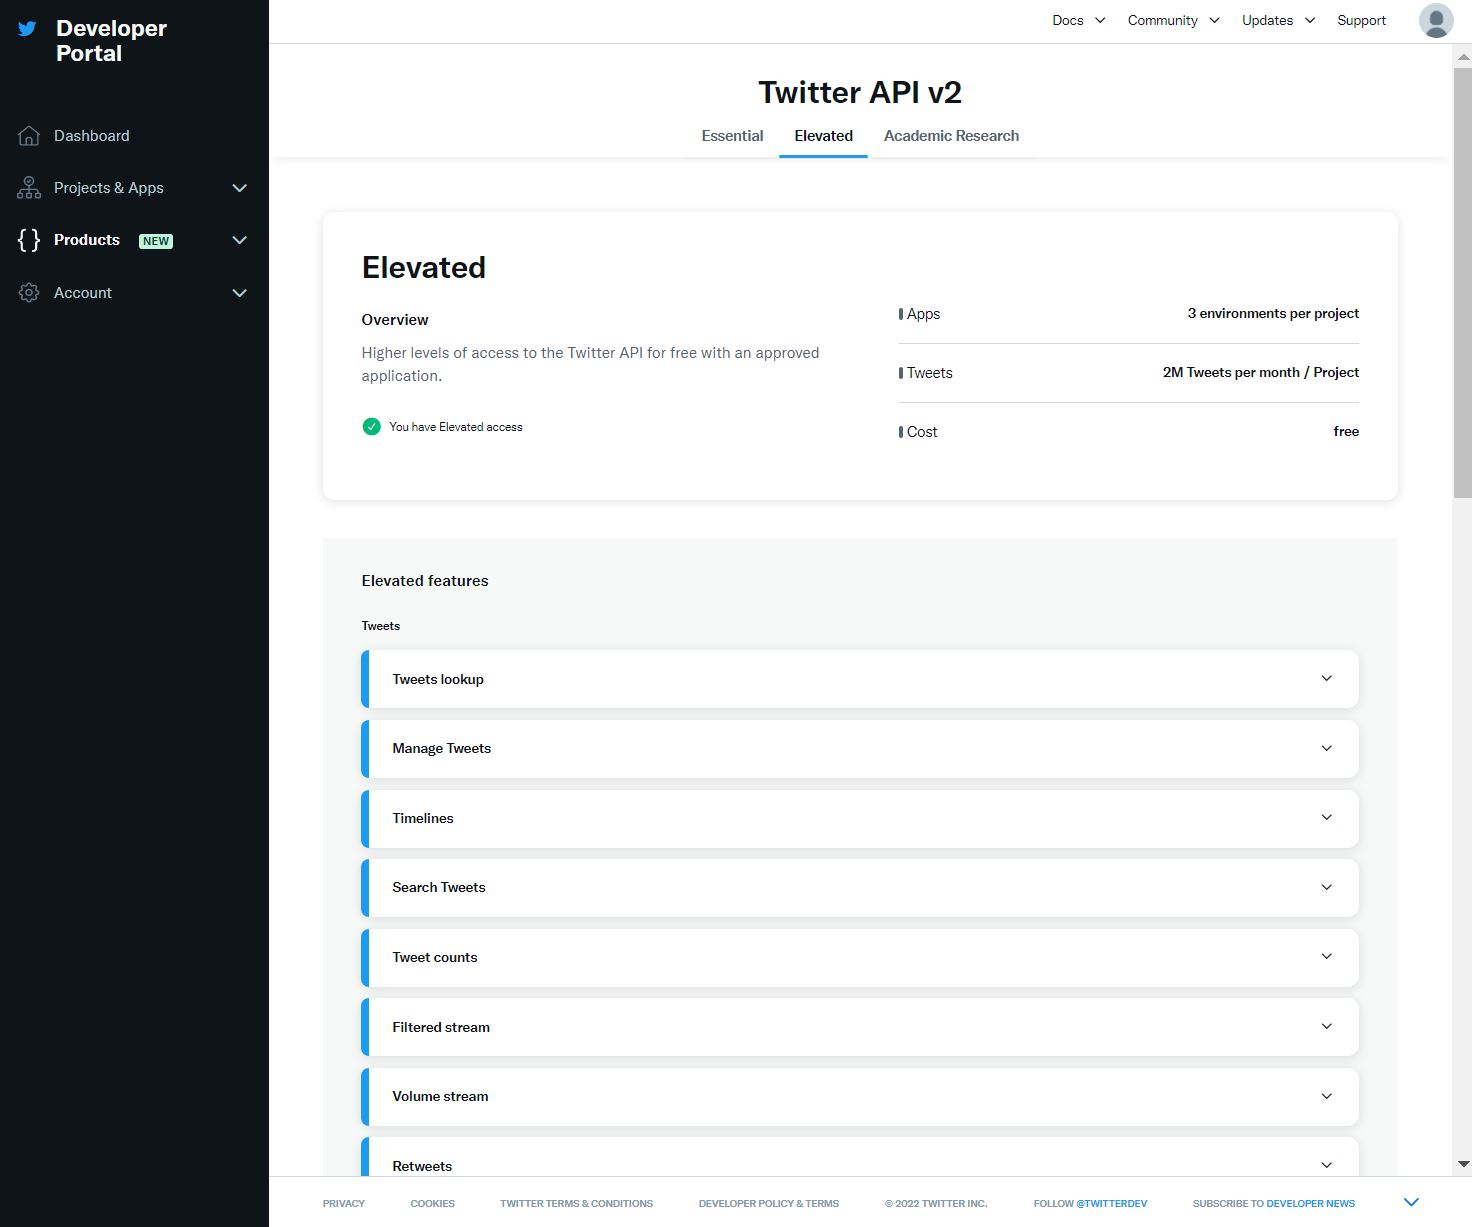 Developer
Portal
Dashboard
Projects & Apps
Products NEW
Account
Docs Community Updates Support
Twitter API v2
Essential Elevated Academic Research
Elevated
Overview
Higher levels of access to the Twitter API for free with an approved
application.
You have Elevated access
Apps 3 environments per project
Tweets 2M Tweets per month / Project
Cost free
Elevated features
Tweets
Tweets lookup
Manage Tweets
Timelines
Search Tweets
Tweet counts
Filtered stream
Volume stream
Retweets
PRIVACY COOKIES TWITTER TERMS & CONDITIONS DEVELOPER POLICY & TERMS © 2022 TWITTER INC. FOLLOW @TWITTERDEV SUBSCRIBE TO DEVELOPER NEWS